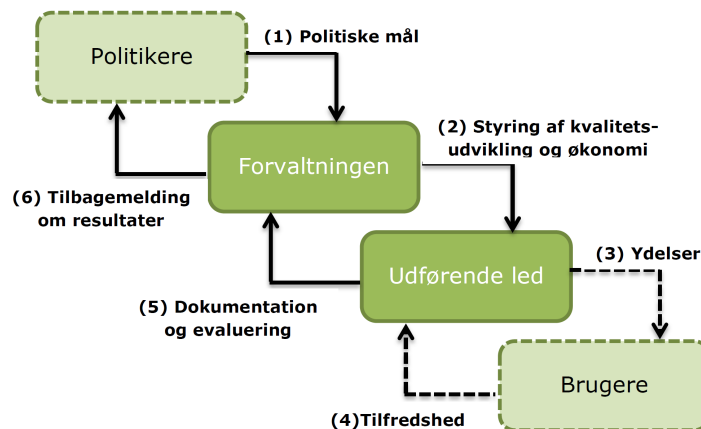 Politikere
(1) Politiske mål
Forvaltningen
(2) Styring af kvalitets-
udvikling og økonomi
(6) Tilbagemelding
om resultater
Udførende led
(3) Ydelser
(5) Dokumentation
og evaluering
Brugere
(4)Tilfredshed